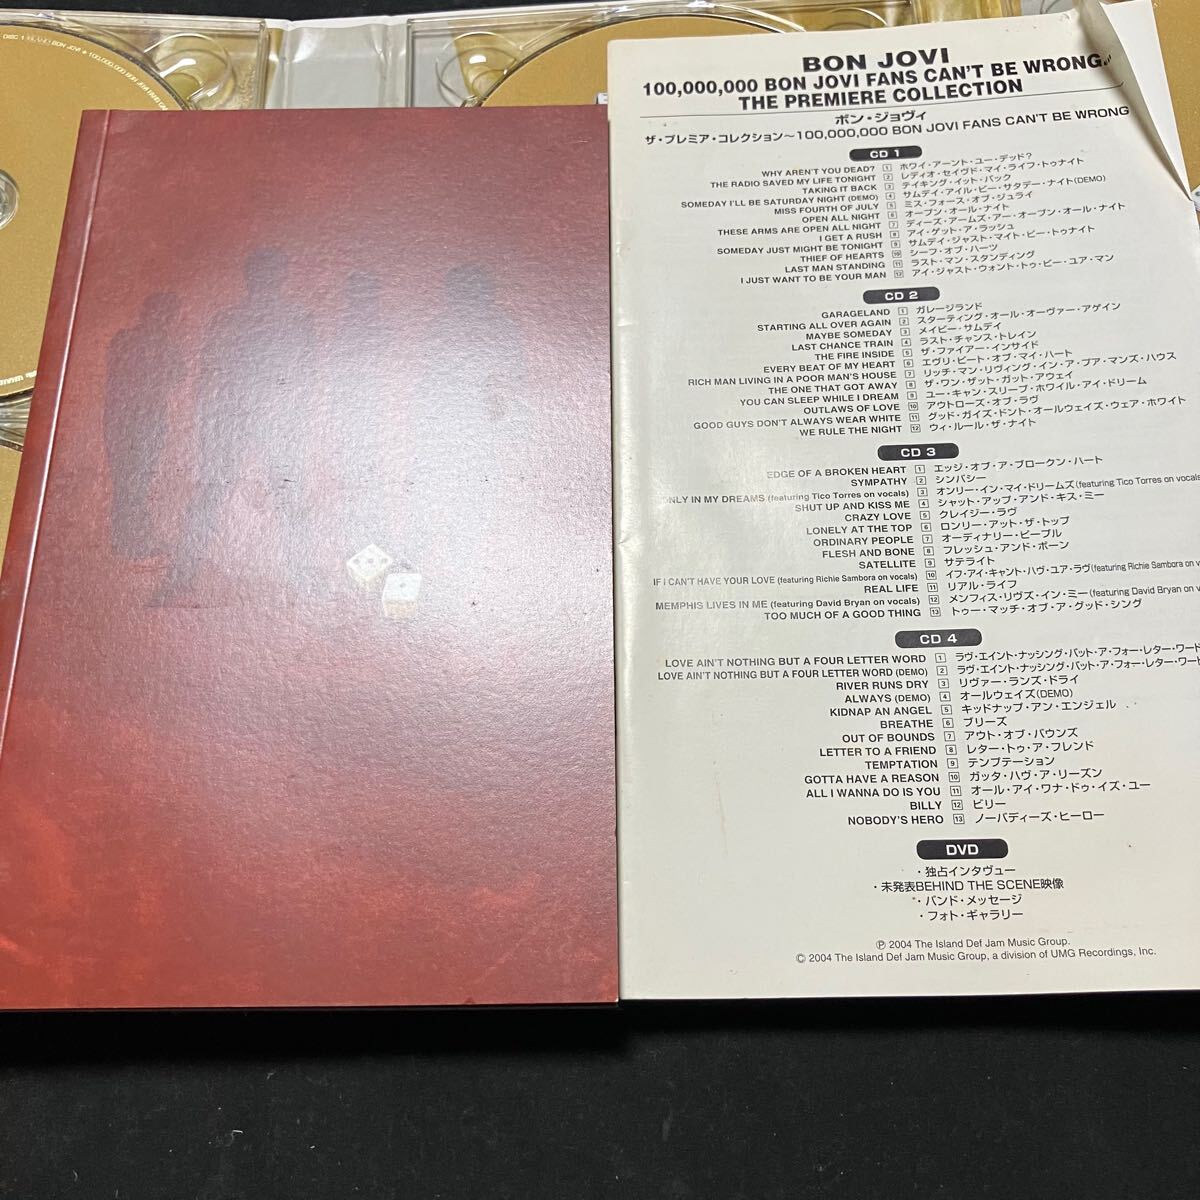 DISC 1
BON JOVI ★ 100,000,000 BON JOVI FANS CA
BON JOVI
100,000,000 BON JOVI FANS CAN'T BE WRONG...
THE PREMIERE COLLECTION
ボン・ジョヴィ
ザ・プレミア・コレクション〜100,000,000 BON JOVI FANS CAN'T BE WRONG
CD 1
WHY AREN'T YOU DEAD? 1 ホワイ・アーント・ユー・デッド?
THE RADIO SAVED MY LIFE TONIGHT 2 レディオ・セイヴド・マイ・ライフ・トゥナイト
TAKING IT BACK 3 テイキング・イット・バック
SOMEDAY I'LL BE SATURDAY NIGHT (DEMO) 4 サムデイ・アイル・ビー・サタデー・ナイト(DEMO)
MISS FOURTH OF JULY 5 ミス・フォース・オブ・ジュライ
OPEN ALL NIGHT 6 オープン・オール・ナイト
THESE ARMS ARE OPEN ALL NIGHT 7 ディーズ・アームズ・アー・オープン・オール・ナイト
I GET A RUSH 8 アイ・ゲット・ア・ラッシュ
SOMEDAY JUST MIGHT BE TONIGHT 9 サムデイ・ジャスト・マイト・ビー・トゥナイト
THIEF OF HEARTS 10 シーフ・オブ・ハーツ
LAST MAN STANDING 11 ラスト・マン・スタンディング
I JUST WANT TO BE YOUR MAN 12 アイ・ジャスト・ウォント・トゥ・ビー・ユア・マン
CD 2
GARAGELAND 1 ガレージランド
STARTING ALL OVER AGAIN 2 スターティング・オール・オーヴァー・アゲイン
MAYBE SOMEDAY 3 メイビー・サムデイ
LAST CHANCE TRAIN 4 ラスト・チャンス・トレイン
THE FIRE INSIDE 5 ザ・ファイアー・インサイド
EVERY BEAT OF MY HEART 6 エヴリ・ビート・オブ・マイ・ハート
RICH MAN LIVING IN A POOR MAN'S HOUSE 7 リッチ・マン・リヴィング・イン・ア・プア・マンズ・ハウス
THE ONE THAT GOT AWAY 8 ザ・ワン・ザット・ガット・アウェイ
YOU CAN SLEEP WHILE I DREAM 9 ユー・キャン・スリープ・ホワイル・アイ・ドリーム
OUTLAWS OF LOVE 10 アウトローズ・オブ・ラヴ
GOOD GUYS DON'T ALWAYS WEAR WHITE 11 グッド・ガイズ・ドント・オールウェイズ・ウェア・ホワイト
WE RULE THE NIGHT 12 ウィ・ルール・ザ・ナイト
CD 3
EDGE OF A BROKEN HEART 1 エッジ・オブ・ア・ブロークン・ハート
SYMPATHY 2 シンパシー
ONLY IN MY DREAMS (featuring Tico Torres on vocals) 3 オンリー・イン・マイ・ドリームズ(featuring Tico Torres on vocals
SHUT UP AND KISS ME 4 シャット・アップ・アンド・キス・ミー
CRAZY LOVE 5 クレイジー・ラヴ
LONELY AT THE TOP 6 ロンリー・アット・ザ・トップ
ORDINARY PEOPLE 7 オーディナリー・ピープル
FLESH AND BONE 8 フレッシュ・アンド・ボーン
SATELLITE 9 サテライト
IF I CAN'T HAVE YOUR LOVE (featuring Richie Sambora on vocals) 10 イフ・アイ・キャント・ハヴ・ユア・ラヴ(featuring Richie Sambora on v
REAL LIFE 11 リアル・ライフ
MEMPHIS LIVES IN ME (featuring David Bryan on vocals) 12 メンフィス・リヴズ・イン・ミー(featuring David Bryan on v
TOO MUCH OF A GOOD THING 13 トゥー・マッチ・オブ・ア・グッド・シング
CD 4
LOVE AIN'T NOTHING BUT A FOUR LETTER WORD 1 ラヴ・エイント・ナッシング・バット・ア・フォー・レター・ワード
LOVE AIN'T NOTHING BUT A FOUR LETTER WORD (DEMO) 2 ラヴ・エイント・ナッシング・バット・ア・フォー・レター・ワード
RIVER RUNS DRY 3 リヴァー・ランズ・ドライ
ALWAYS (DEMO) 4 オールウェイズ(DEMO)
KIDNAP AN ANGEL 5 キッドナップ・アン・エンジェル
BREATHE 6 ブリーズ
OUT OF BOUNDS 7 アウト・オブ・バウンズ
LETTER TO A FRIEND 8 レター・トゥ・ア・フレンド
TEMPTATION 9 テンプテーション
GOTTA HAVE A REASON 10 ガッタ・ハヴ・ア・リーズン
ALL I WANNA DO IS YOU 11 オール・アイ・ワナ・ドゥ・イズ・ユー
BILLY 12 ビリー
NOBODY'S HERO 13 ノーバディーズ・ヒーロー
DVD
・独占インタヴュー
・未発表BEHIND THE SCENE映像
・バンド・メッセージ
・フォト・ギャラリー
℗ 2004 The Island Def Jam Music Group.
© 2004 The Island Def Jam Music Group, a division of UMG Recordings, Inc.